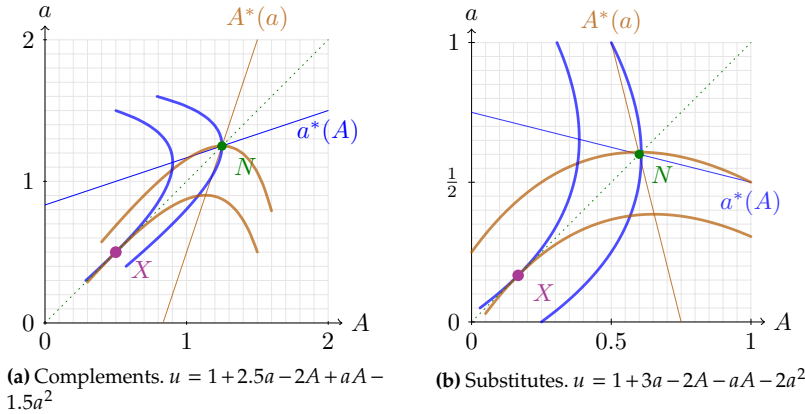 a
A*(a)
2
a*(A)
N
1
X
0
0
1
2
A
(a) Complements. u = 1+2.5a−2A+aA−
1.5a²
a
A*(a)
1
N
1/2
a*(A)
X
0
0
0.5
1
A
(b) Substitutes. u = 1+3a−2A−aA−2a²